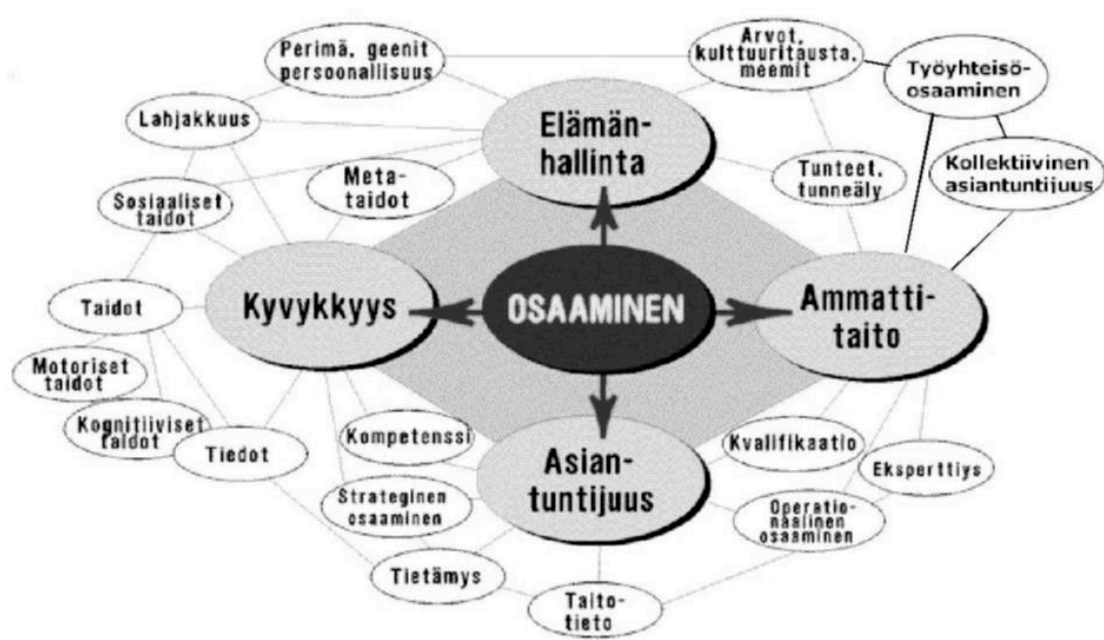 Perimä, geenit
persoonallisuus
Arvot,
kulttuuritausta,
meemit
Työyhteisö-
osaaminen
Lahjakkuus
Elämän-
hallinta
Kollektiivinen
asiantuntijuus
Meta-
taidot
Tunteet,
tunneäly
Sosiaaliset
taidot
Kyvykkyys
OSAAMINEN
Ammatti-
taito
Taidot
Motoriset
taidot
Kognitiiviset
taidot
Tiedot
Kompetenssi
Asian-
tuntijuus
Kvalifikaatio
Eksperttiys
Strateginen
osaaminen
Operatio-
naalinen
osaaminen
Tietämys
Taito-
tieto